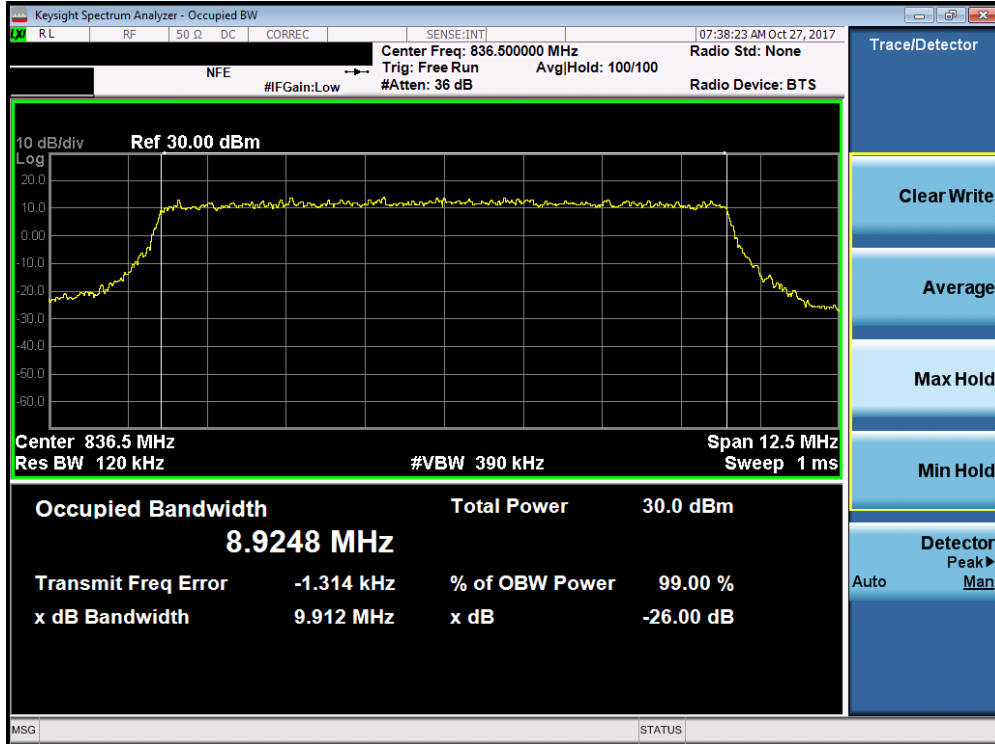 Keysight Spectrum Analyzer - Occupied BW
LXI RL RF 50 Ω DC CORREC SENSE:INT 07:38:23 AM Oct 27, 2017
Center Freq: 836.500000 MHz Radio Std: None
NFE Trig: Free Run Avg|Hold: 100/100
#IFGain:Low #Atten: 36 dB Radio Device: BTS
10 dB/div Ref 30.00 dBm
Log
20.0
10.0
0.00
-10.0
-20.0
-30.0
-40.0
-50.0
-60.0
Center 836.5 MHz Span 12.5 MHz
Res BW 120 kHz #VBW 390 kHz Sweep 1 ms
Occupied Bandwidth Total Power 30.0 dBm
8.9248 MHz
Transmit Freq Error -1.314 kHz % of OBW Power 99.00 %
x dB Bandwidth 9.912 MHz x dB -26.00 dB
MSG STATUS
Trace/Detector
Clear Write
Average
Max Hold
Min Hold
Detector
Peak▶
Auto Man